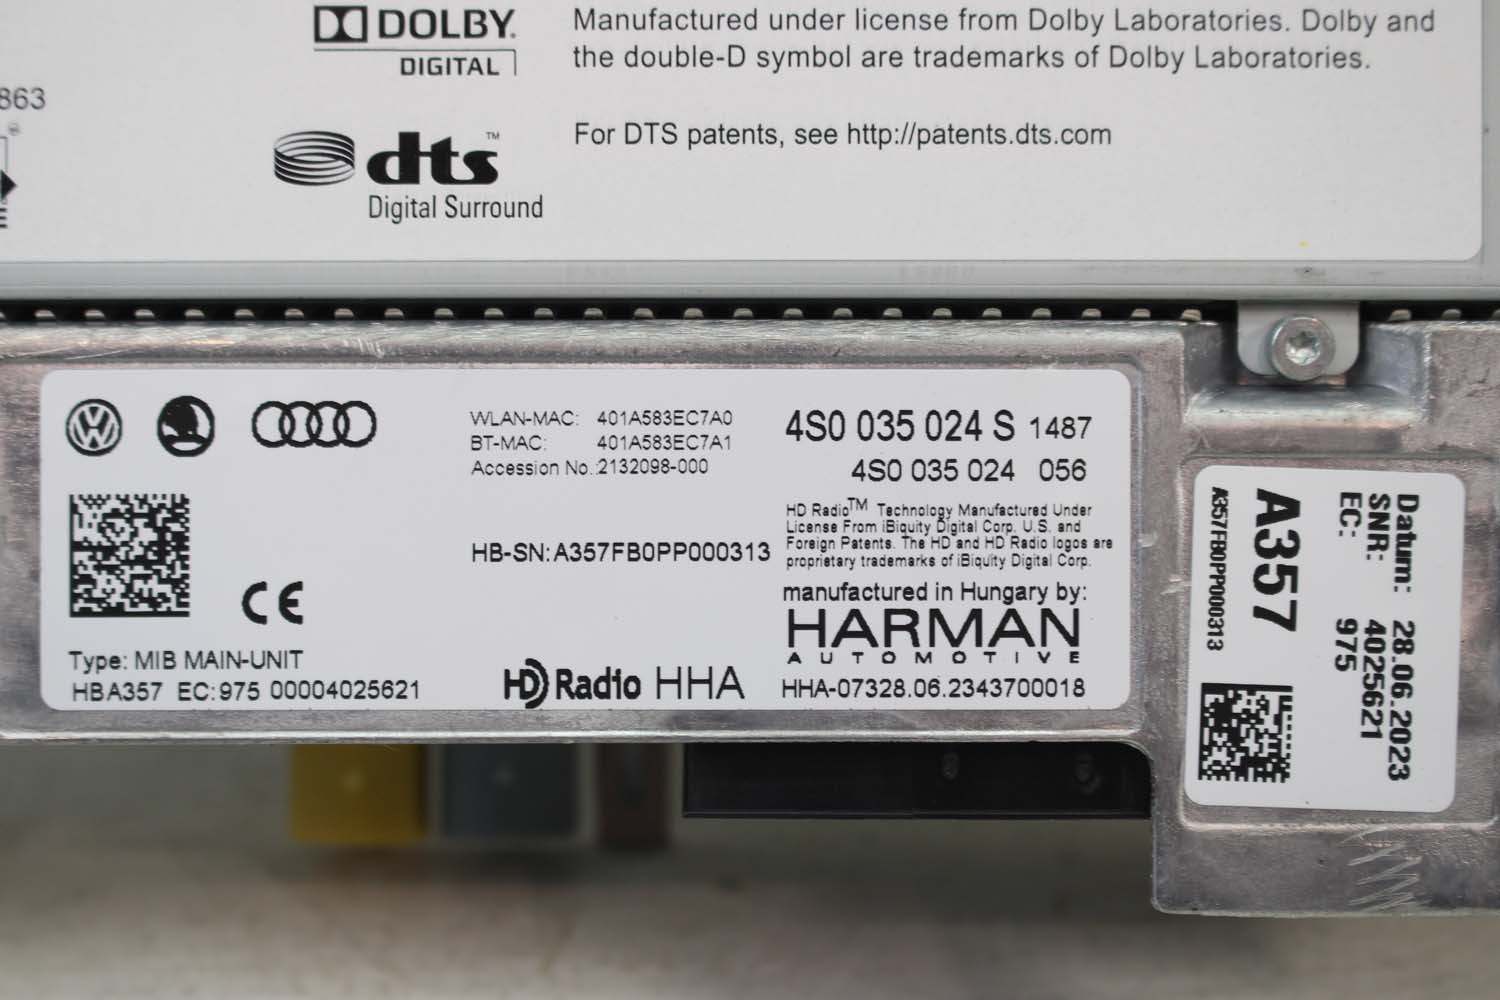 DOLBY.
DIGITAL
Manufactured under license from Dolby Laboratories. Dolby and
the double-D symbol are trademarks of Dolby Laboratories.
863
dts™
Digital Surround
For DTS patents, see http://patents.dts.com
E
WLAN-MAC: 401A583EC7A0
BT-MAC: 401A583EC7A1
Accession No.:2132098-000
4S0 035 024 S 1487
4S0 035 024 056
HD Radio™ Technology Manufactured Under
License From iBiquity Digital Corp. U.S. and
Foreign Patents. The HD and HD Radio logos are
proprietary trademarks of iBiquity Digital Corp.
HB-SN: A357FB0PP000313
CE
manufactured in Hungary by:
HARMAN
AUTOMOTIVE
Type: MIB MAIN-UNIT
HBA357 EC:975 00004025621
HD Radio HHA
HHA-07328.06.2343700018
Datum: 28.06.2023
SNR: 4025621
EC: 975
A357
A357FB0PP000313